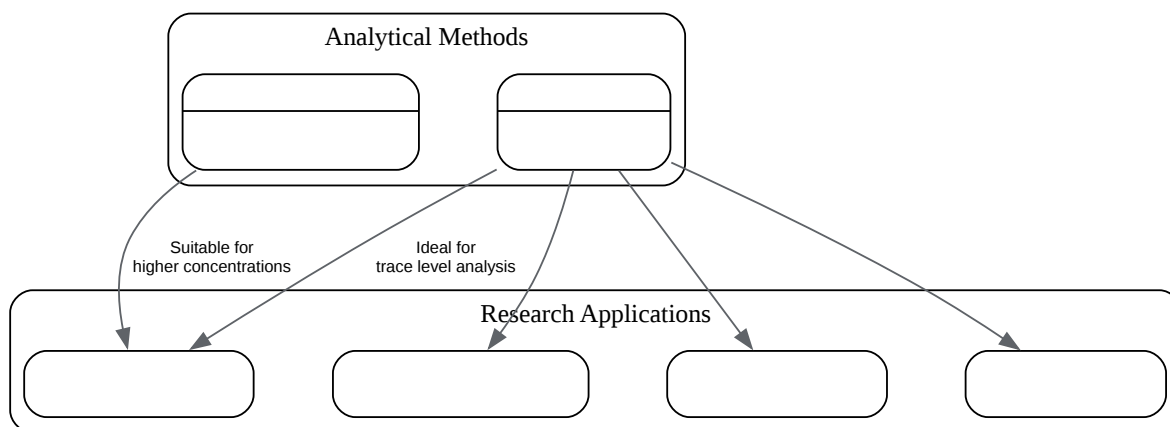 Analytical Methods
Suitable for
higher concentrations
Ideal for
trace level analysis
Research Applications